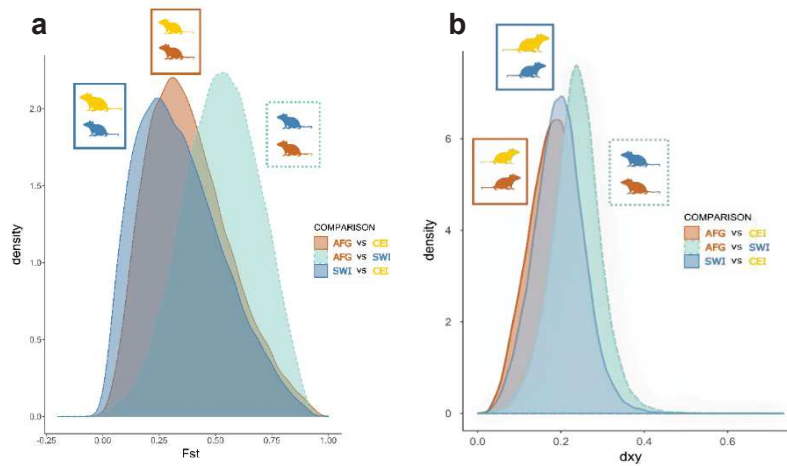 a
density
2.0
1.5
1.0
0.5
0.0
-0.25
0.00
0.25
0.50
0.75
1.00
Fst
COMPARISON
AFG vs CEI
AFG vs SWI
SWI vs CEI
b
density
6
4
2
0
0.0
0.2
0.4
0.6
dxy
COMPARISON
AFG vs CEI
AFG vs SWI
SWI vs CEI